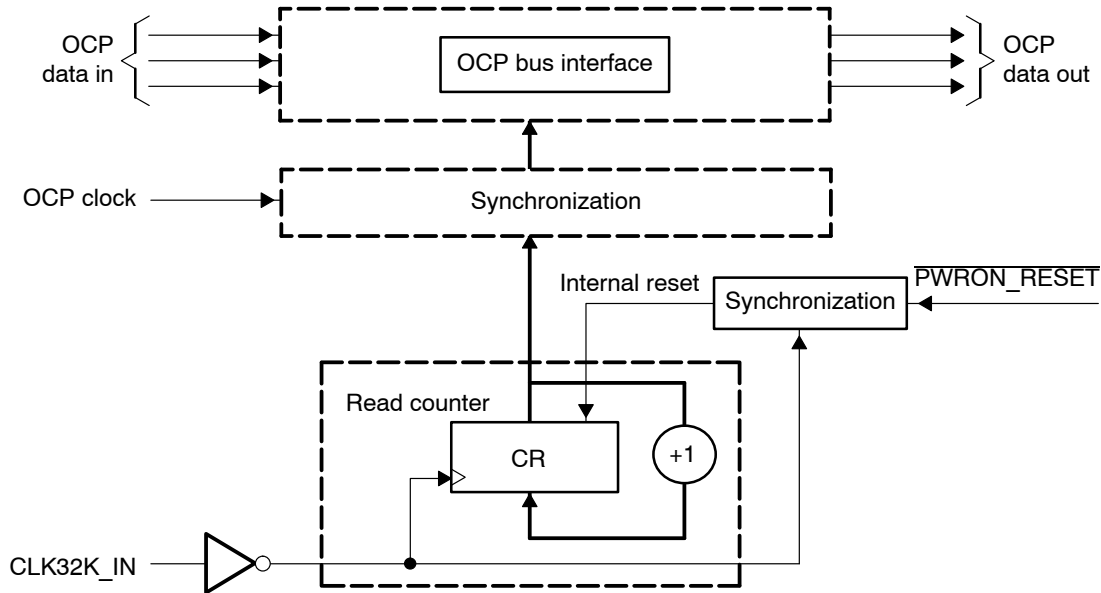 OCP
data in
OCP bus interface
OCP
data out
OCP clock
Synchronization
Internal reset
PWRON_RESET
Synchronization
Read counter
CR
+1
CLK32K_IN